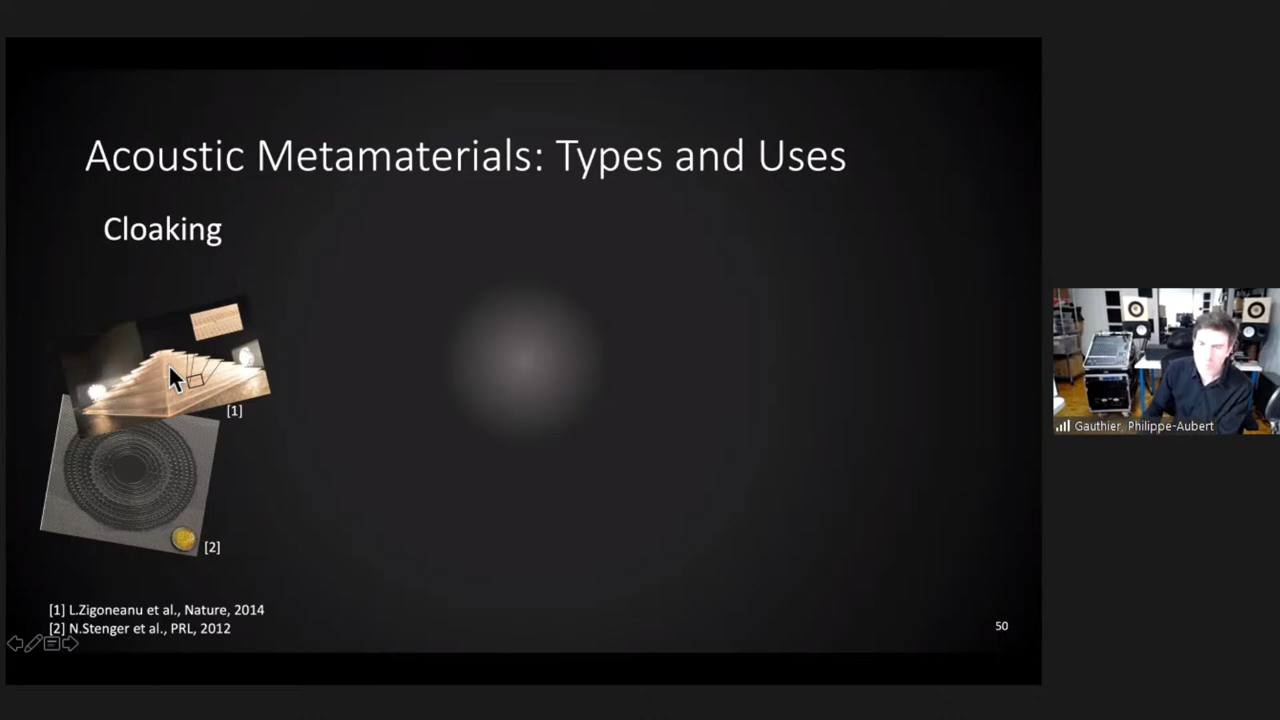 Acoustic Metamaterials: Types and Uses
Cloaking
[1]
[2]
[1] L.Zigoneanu et al., Nature, 2014
[2] N.Stenger et al., PRL, 2012
50
Gauthier, Philippe-Aubert